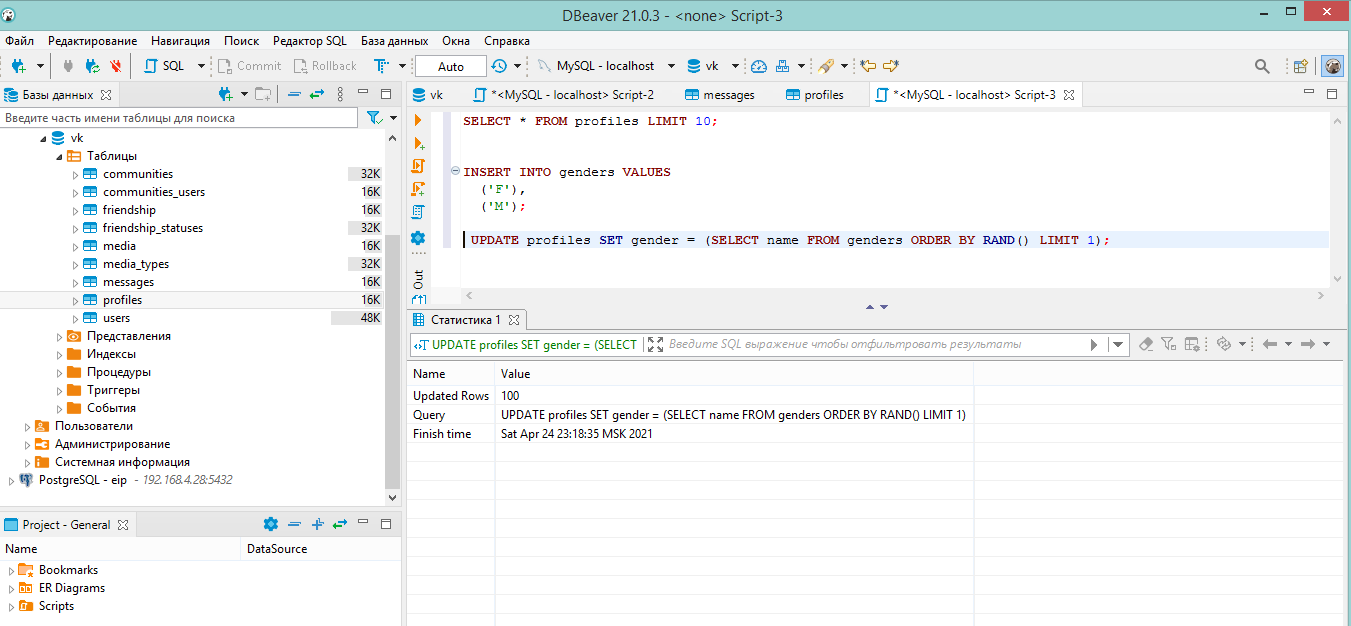 DBeaver 21.0.3 - <none> Script-3
Файл Редактирование Навигация Поиск Редактор SQL База данных Окна Справка
SQL Commit Rollback Auto MySQL - localhost vk
Базы данных
Введите часть имени таблицы для поиска
vk
Таблицы
communities 32K
communities_users 16K
friendship 16K
friendship_statuses 32K
media 16K
media_types 32K
messages 16K
profiles 16K
users 48K
Представления
Индексы
Процедуры
Триггеры
События
Пользователи
Администрирование
Системная информация
PostgreSQL - eip - 192.168.4.28:5432
Project - General
Name DataSource
Bookmarks
ER Diagrams
Scripts
vk *<MySQL - localhost> Script-2 messages profiles *<MySQL - localhost> Script-3
SELECT * FROM profiles LIMIT 10;
INSERT INTO genders VALUES
('F'),
('M');
UPDATE profiles SET gender = (SELECT name FROM genders ORDER BY RAND() LIMIT 1);
Out
Статистика 1
UPDATE profiles SET gender = (SELECT Введите SQL выражение чтобы отфильтровать результаты
Name Value
Updated Rows 100
Query UPDATE profiles SET gender = (SELECT name FROM genders ORDER BY RAND() LIMIT 1)
Finish time Sat Apr 24 23:18:35 MSK 2021